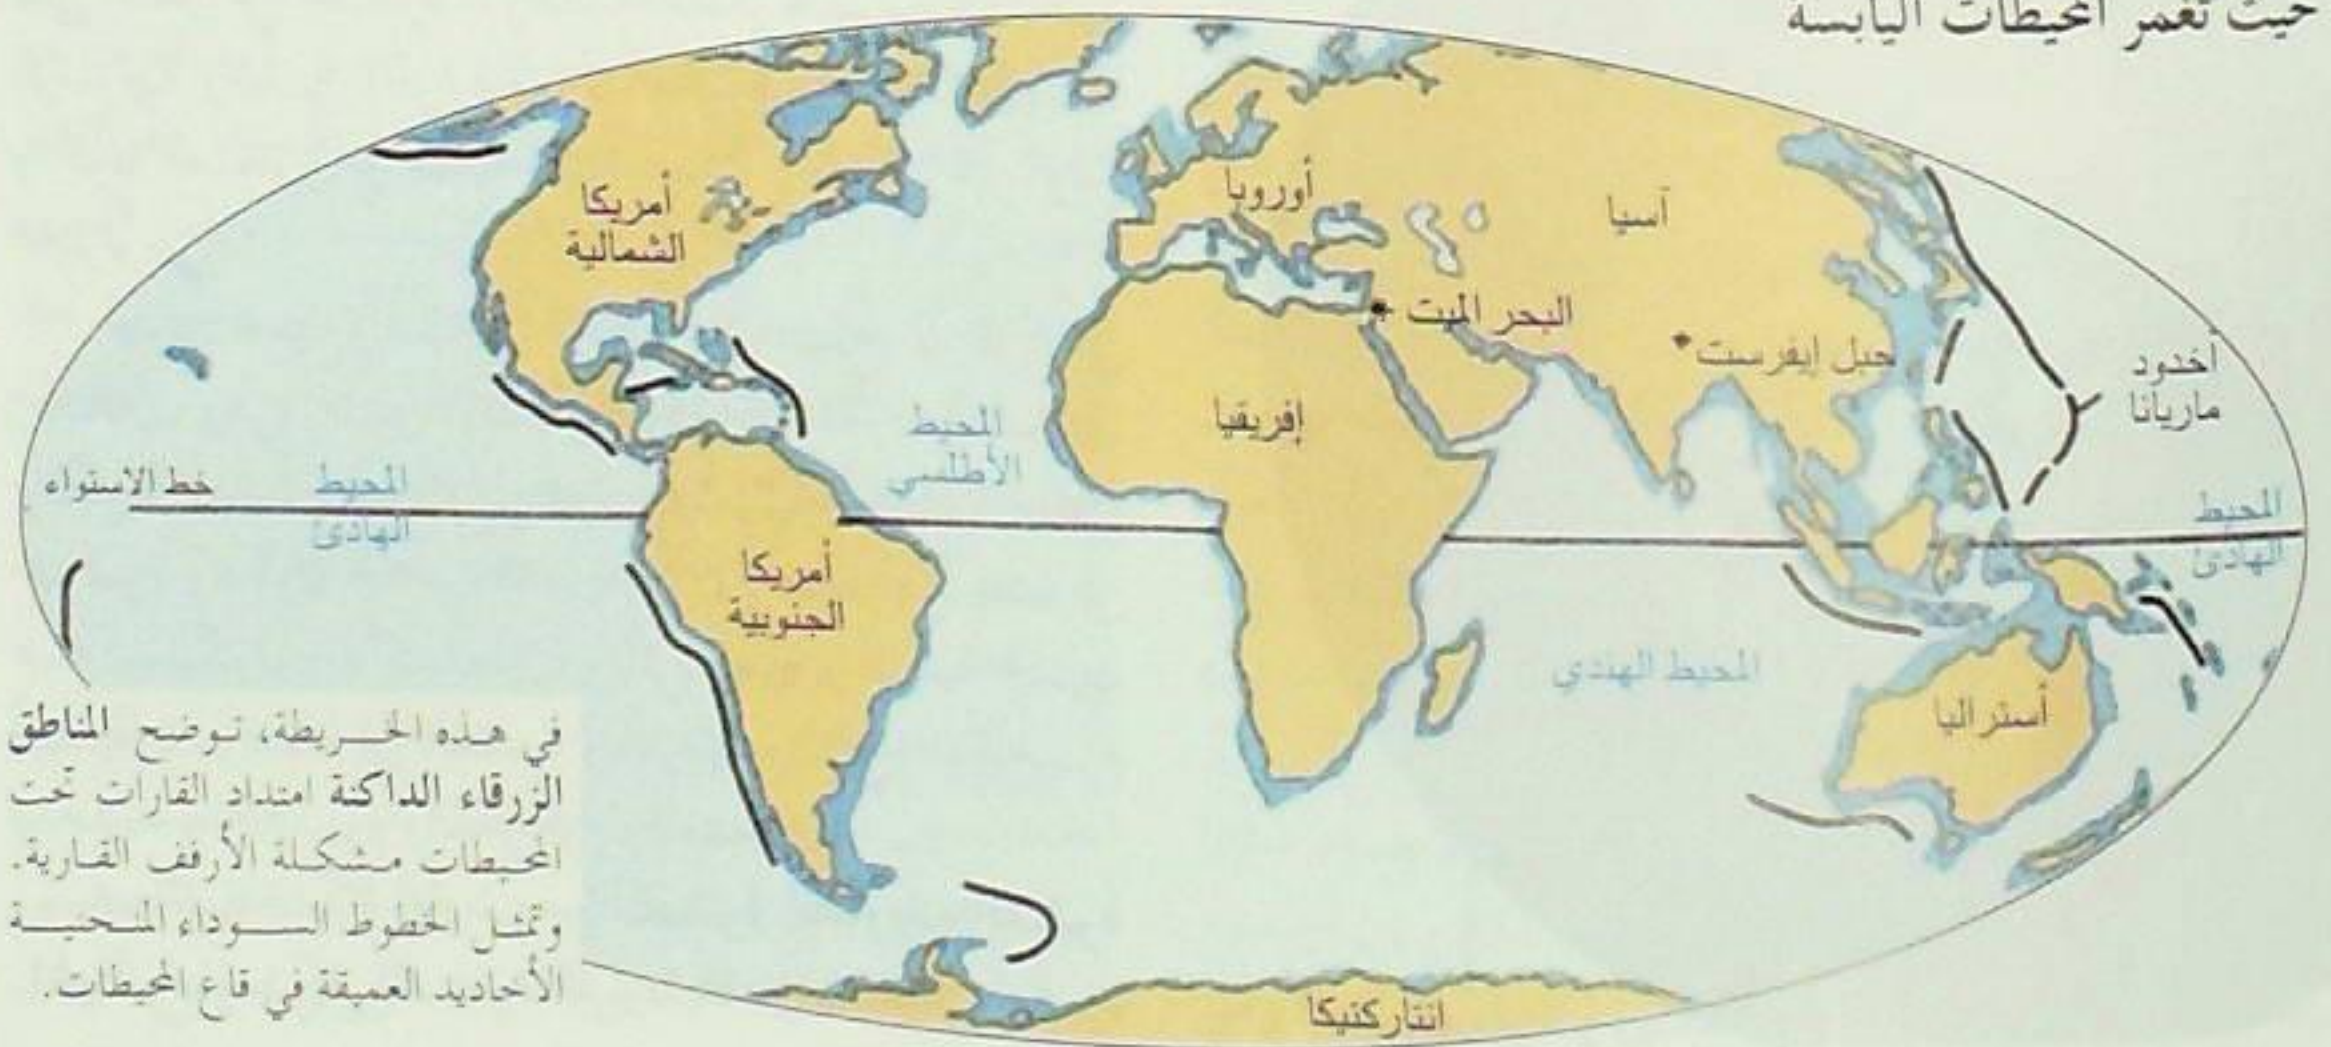 حيث تغمر المحيطات اليابسة
أمريكا
الشمالية
أوروبا
آسيا
البحر الميت
جبل إيفرست
أخدود
ماريانا
إفريقيا
المحيط
الأطلسي
خط الاستواء
المحيط
الهادئ
المحيط
الهادئ
أمريكا
الجنوبية
المحيط الهندي
أستراليا
في هذه الخريطة، توضح المناطق
الزرقاء الداكنة امتداد القارات تحت
المحيطات مشكلة الأرفف القارية.
وتمثل الخطوط السوداء المنحنية
الأخاديد العميقة في قاع المحيطات.
انتاركتيكا